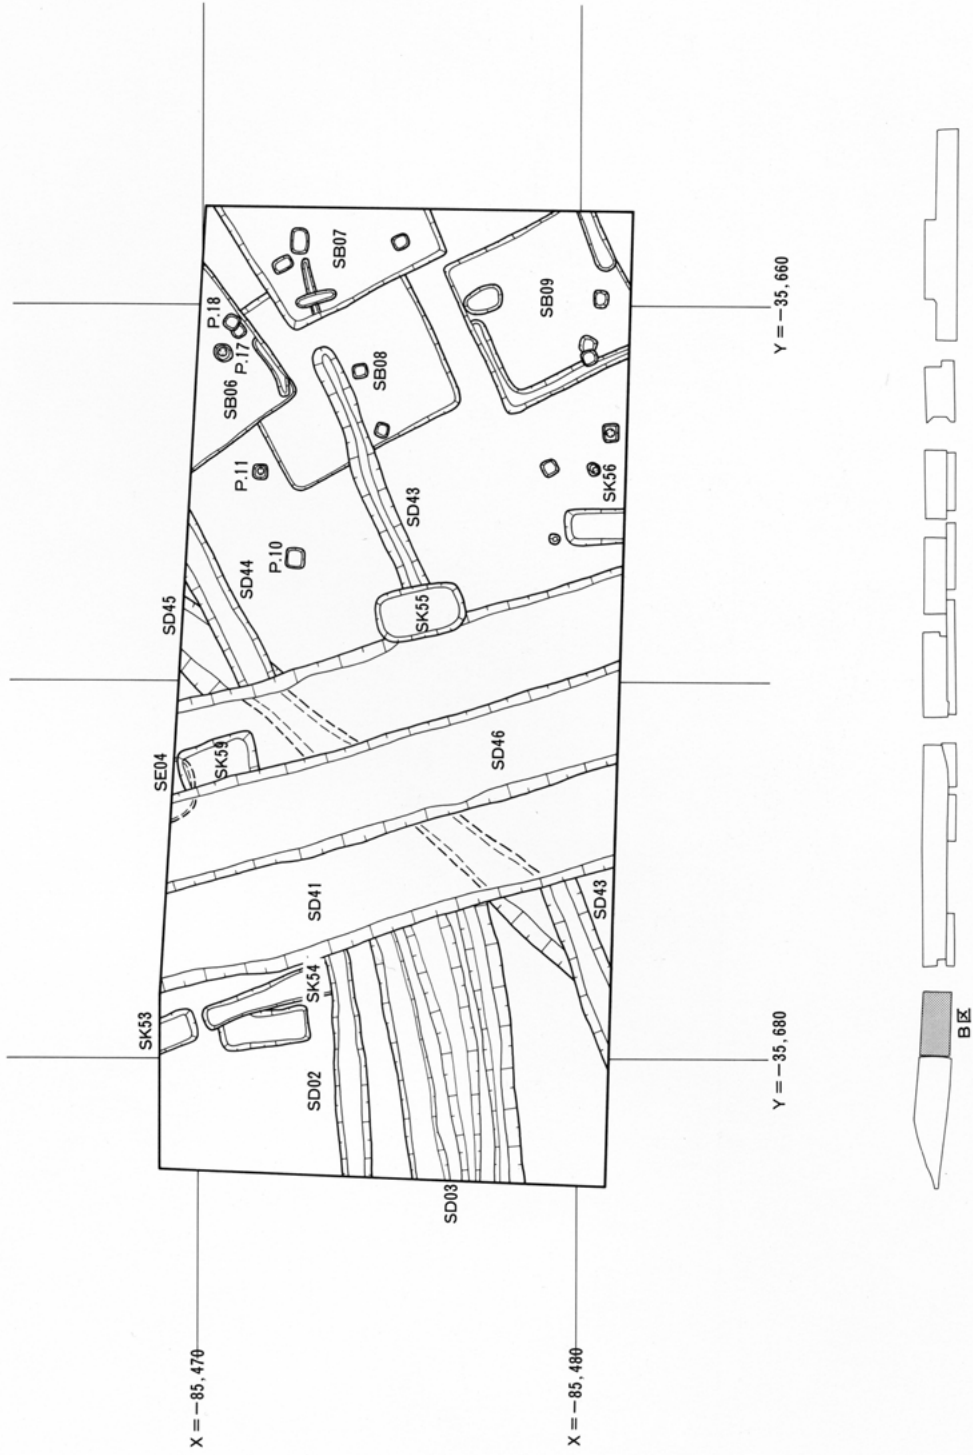 SB07
P.18
P.17
SB06
SB08
SB09
P.11
P.10
SD43
SK56
SD44
SD45
SK55
SE04
SK59
SD46
SD41
SD43
SK54
SK53
SD02
SD03
Y=-35,660
Y=-35,680
X=-85,470
X=-85,480
B区